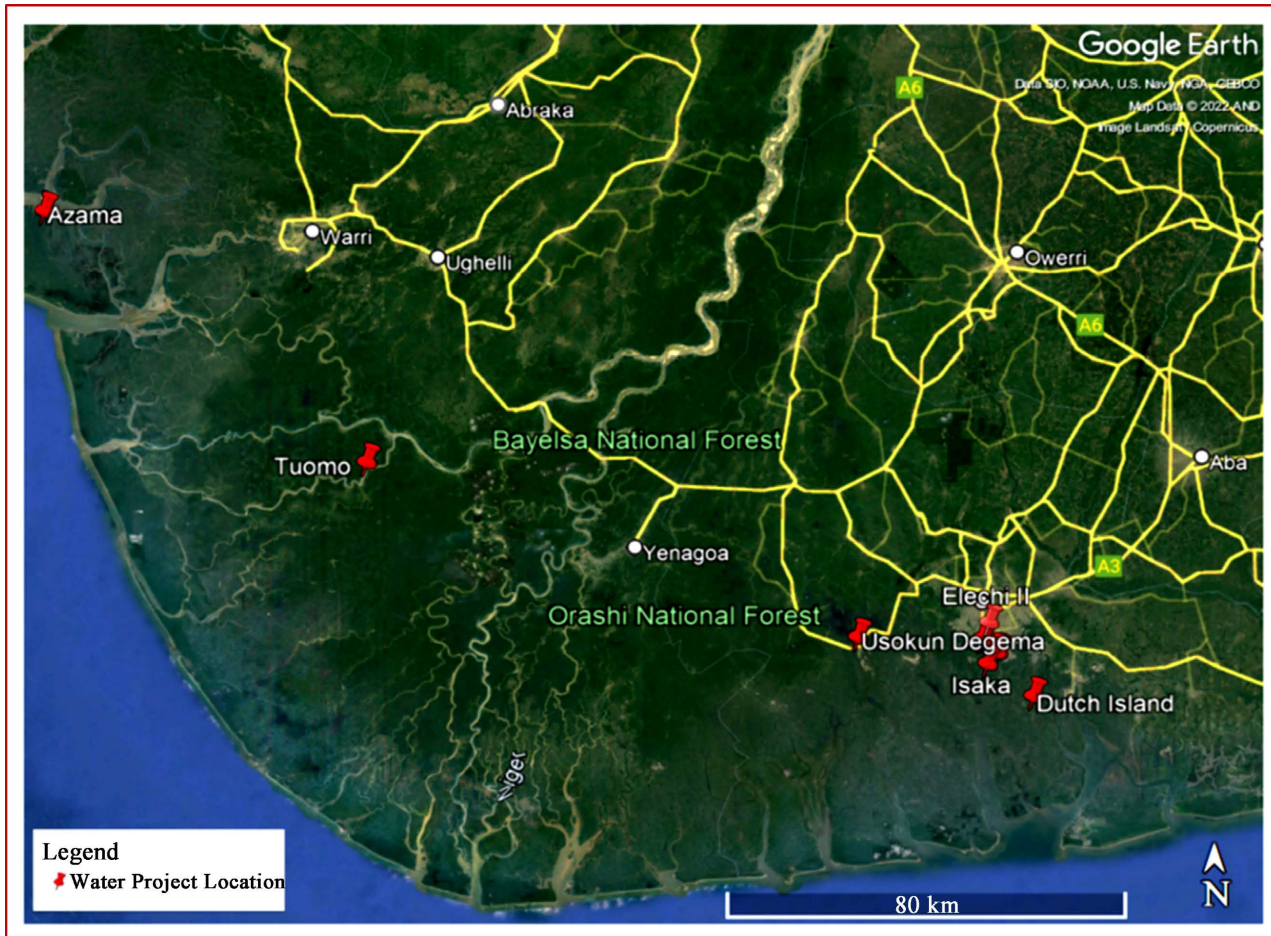 Google Earth
Data SIO, NOAA, U.S. Navy, NGA, GEBCO
Map Data © 2022 AND
Image Landsat / Copernicus
A6
Abraka
Azama
Warri
Ughelli
Owerri
A6
Bayelsa National Forest
Tuomo
Aba
Yenagoa
A3
Elechi II
Orashi National Forest
Usokun Degema
Isaka
Dutch Island
Niger
Legend
Water Project Location
80 km
N